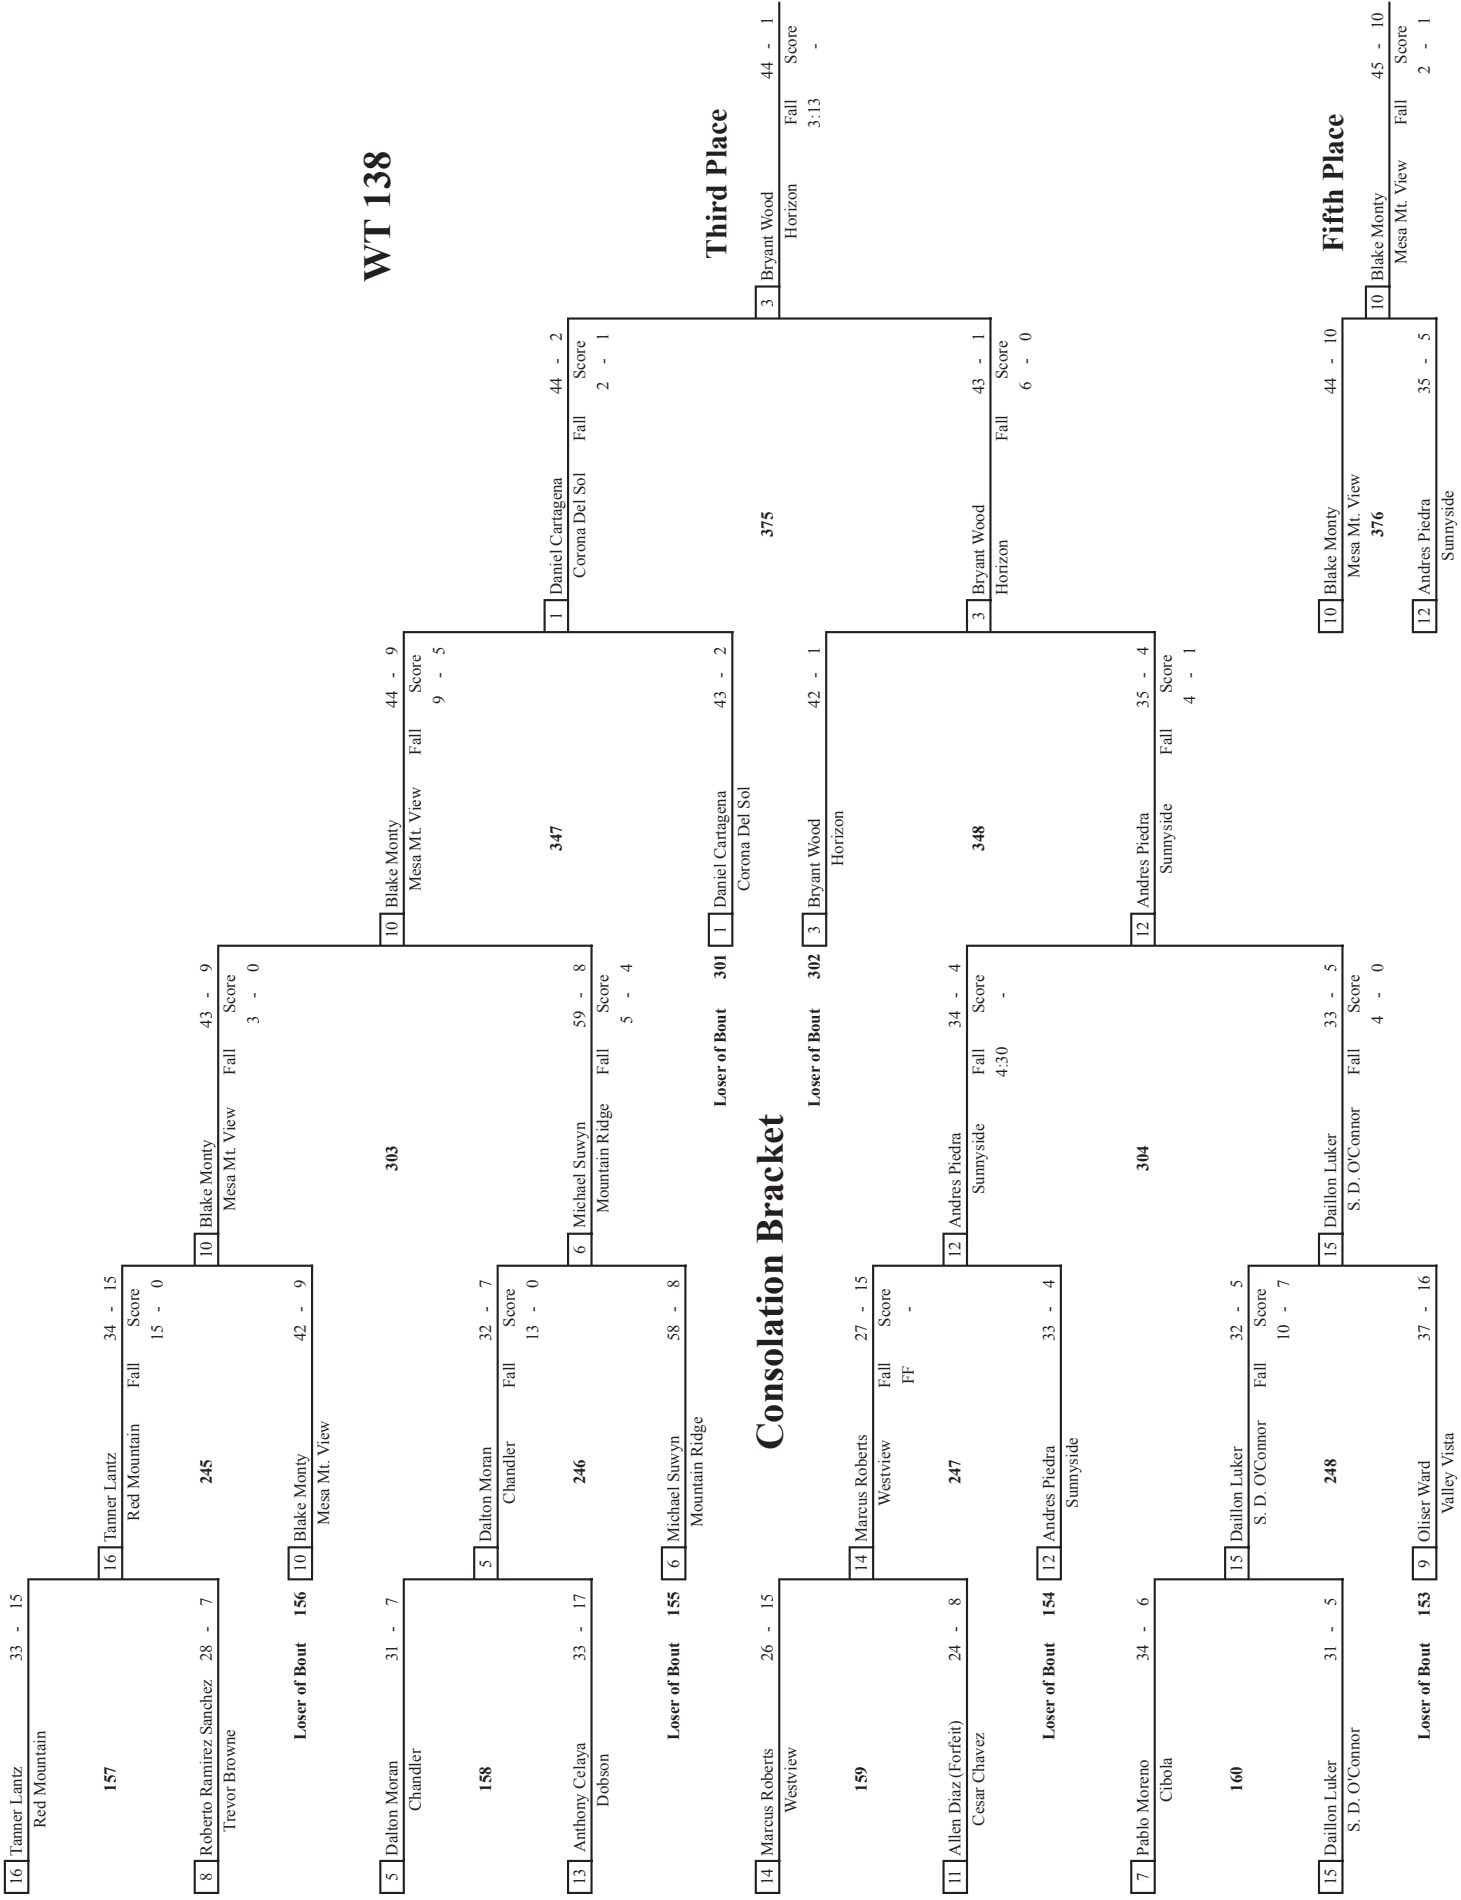 WT 138
Consolation Bracket
16 Tanner Lantz 33 - 15
Red Mountain
157
8 Roberto Ramirez Sanchez 28 - 7
Trevor Browne
Loser of Bout 156
5 Dalton Moran 31 - 7
Chandler
158
13 Anthony Celaya 33 - 17
Dobson
Loser of Bout 155
14 Marcus Roberts 26 - 15
Westview
159
11 Allen Diaz (Forfeit) 24 - 8
Cesar Chavez
Loser of Bout 154
7 Pablo Moreno 34 - 6
Cibola
160
15 Daillon Luker 31 - 5
S. D. O'Connor
Loser of Bout 153
16 Tanner Lantz 34 - 15
Red Mountain Fall Score
15 - 0
245
10 Blake Monty 42 - 9
Mesa Mt. View
5 Dalton Moran 32 - 7
Chandler Fall Score
13 - 0
246
6 Michael Suwyn 58 - 8
Mountain Ridge
14 Marcus Roberts 27 - 15
Westview Fall Score
FF -
247
12 Andres Piedra 33 - 4
Sunnyside
15 Daillon Luker 32 - 5
S. D. O'Connor Fall Score
10 - 7
248
9 Oliser Ward 37 - 16
Valley Vista
10 Blake Monty 43 - 9
Mesa Mt. View Fall Score
3 - 0
303
6 Michael Suwyn 59 - 8
Mountain Ridge Fall Score
5 - 4
Loser of Bout 301
Loser of Bout 302
12 Andres Piedra 34 - 4
Sunnyside Fall Score
4:30 -
304
15 Daillon Luker 33 - 5
S. D. O'Connor Fall Score
4 - 0
10 Blake Monty 44 - 9
Mesa Mt. View Fall Score
9 - 5
347
1 Daniel Cartagena 43 - 2
Corona Del Sol
3 Bryant Wood 42 - 1
Horizon
348
12 Andres Piedra 35 - 4
Sunnyside Fall Score
4 - 1
1 Daniel Cartagena 44 - 2
Corona Del Sol Fall Score
2 - 1
375
3 Bryant Wood 43 - 1
Horizon Fall Score
6 - 0
10 Blake Monty 44 - 10
Mesa Mt. View
376
12 Andres Piedra 35 - 5
Sunnyside
Third Place
3 Bryant Wood 44 - 1
Horizon Fall Score
3:13 -
Fifth Place
10 Blake Monty 45 - 10
Mesa Mt. View Fall Score
2 - 1